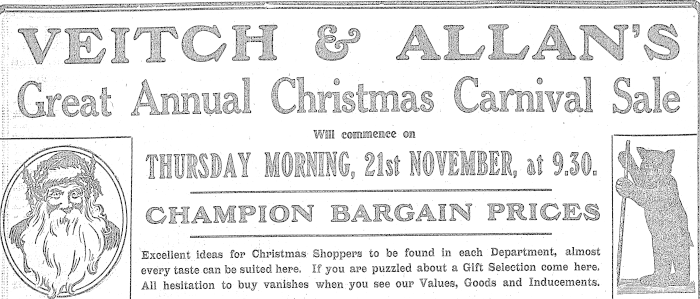 VEITCH & ALLAN'S
Great Annual Christmas Carnival Sale
Will commence on
THURSDAY MORNING, 21st NOVEMBER, at 9.30.
CHAMPION BARGAIN PRICES
Excellent ideas for Christmas Shoppers to be found in each Department, almost
every taste can be suited here. If you are puzzled about a Gift Selection come here.
All hesitation to buy vanishes when you see our Values, Goods and Inducements.